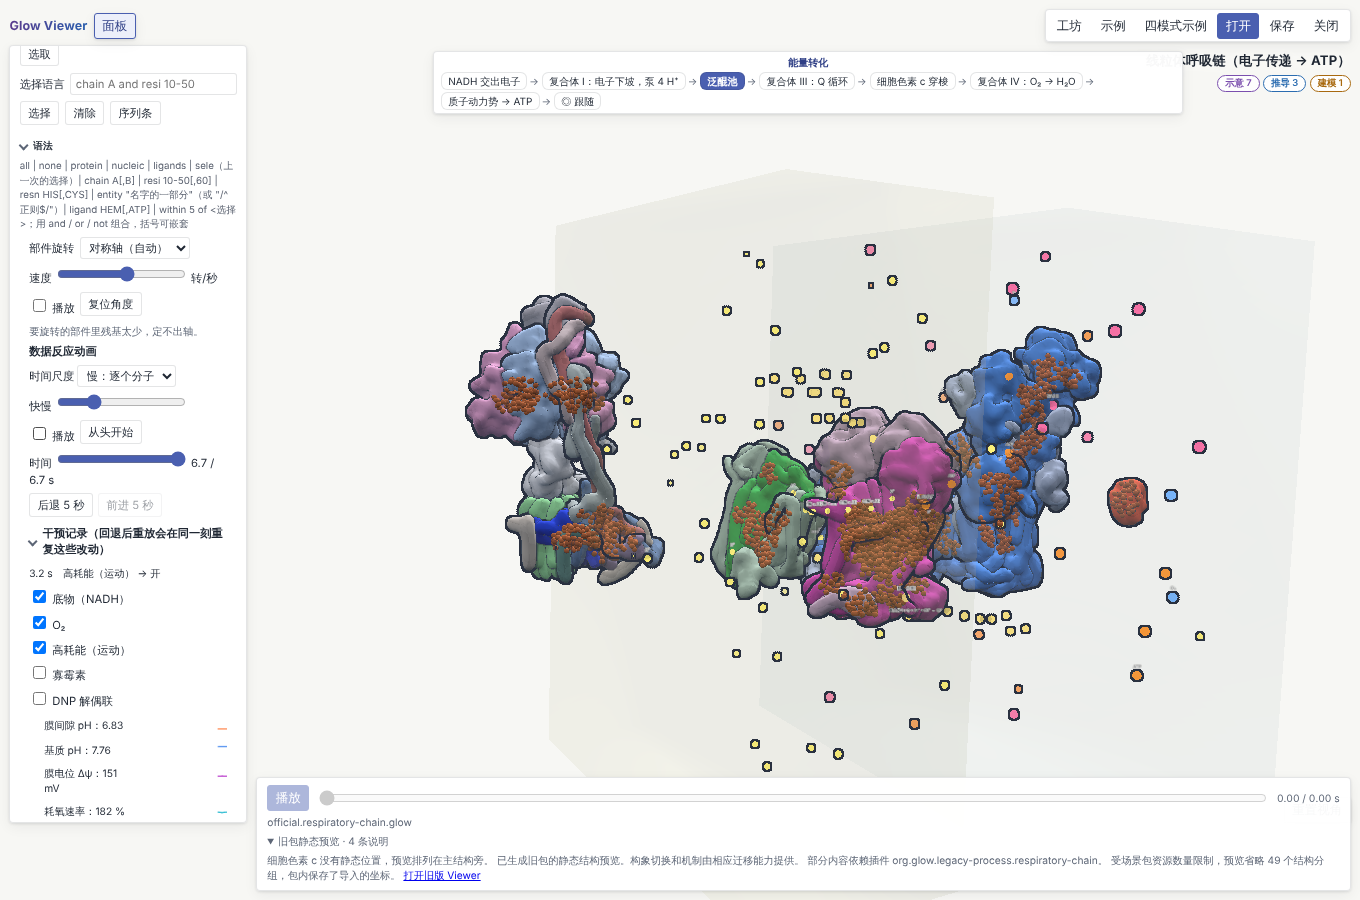 Glow Viewer
面板
工坊
示例
四模式示例
打开
保存
关闭
选取
选择语言
chain A and resi 10-50
选择
清除
序列条
语法
all | none | protein | nucleic | ligands | sele（上
一次的选择）| chain A[,B] | resi 10-50[,60] |
resn HIS[,CYS] | entity "名字的一部分"（或 "/^
正则$/"）| ligand HEM[,ATP] | within 5 of <选择
>；用 and / or / not 组合，括号可嵌套
部件旋转
对称轴（自动）
速度
转/秒
播放
复位角度
要旋转的部件里残基太少，定不出轴。
数据反应动画
时间尺度
慢：逐个分子
快慢
播放
从头开始
时间
6.7 /
6.7 s
后退 5 秒
前进 5 秒
干预记录（回退后重放会在同一刻重
复这些改动）
3.2 s 高耗能（运动）→ 开
底物（NADH）
O₂
高耗能（运动）
寡霉素
DNP 解偶联
膜间隙 pH：6.83
基质 pH：7.76
膜电位 Δψ：151
mV
耗氧速率：182 %
能量转化
NADH 交出电子 → 复合体 I：电子下坡，泵 4 H⁺ → 泛醌池 → 复合体 III：Q 循环 → 细胞色素 c 穿梭 → 复合体 IV：O₂ → H₂O →
质子动力势 → ATP → ◎ 跟随
体呼吸链（电子传递 → ATP）
示意 7
推导 3
建模 1
播放
0.00 / 0.00 s
official.respiratory-chain.glow
▼ 旧包静态预览 · 4 条说明
细胞色素 c 没有静态位置，预览排列在主结构旁。 已生成旧包的静态结构预览。构象切换和机制由相应迁移能力提供。 部分内容依赖插件 org.glow.legacy-process.respiratory-chain。 受场景包资源数量限制，预览省略 49 个结构分
组，包内保存了导入的坐标。 打开旧版 Viewer